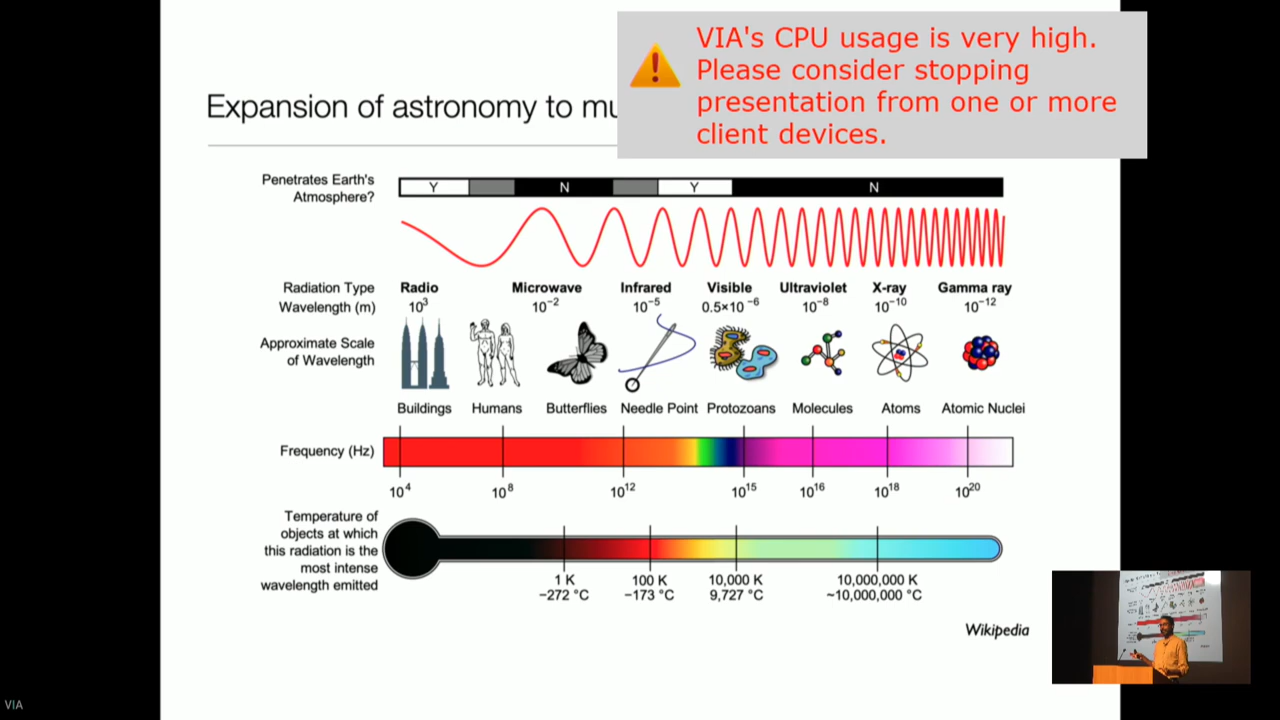 VIA's CPU usage is very high.
Please consider stopping
presentation from one or more
client devices.
Expansion of astronomy to
Penetrates Earth's
Atmosphere?
Y N Y N
Radiation Type Radio Microwave Infrared Visible Ultraviolet X-ray Gamma ray
Wavelength (m) 10³ 10⁻² 10⁻⁵ 0.5×10⁻⁶ 10⁻⁸ 10⁻¹⁰ 10⁻¹²
Approximate Scale
of Wavelength
Buildings Humans Butterflies Needle Point Protozoans Molecules Atoms Atomic Nuclei
Frequency (Hz)
10⁴ 10⁸ 10¹² 10¹⁵ 10¹⁶ 10¹⁸ 10²⁰
Temperature of
objects at which
this radiation is the
most intense
wavelength emitted
1 K 100 K 10,000 K 10,000,000 K
−272 °C −173 °C 9,727 °C ~10,000,000 °C
Wikipedia
VIA